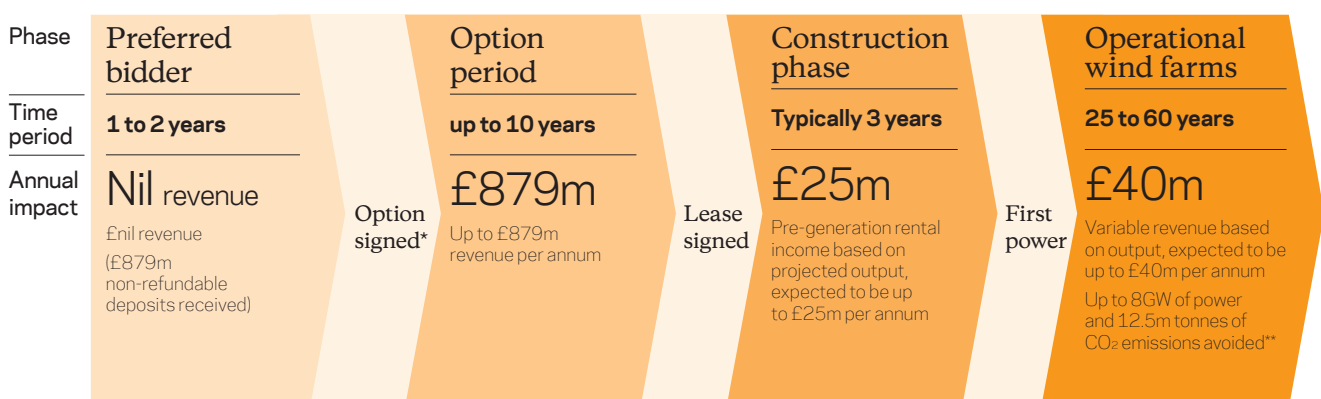 Phase
Preferred
bidder
Option
period
Construction
phase
Operational
wind farms
Time
period
1 to 2 years
up to 10 years
Typically 3 years
25 to 60 years
Annual
impact
Nil revenue
£nil revenue
(£879m
non-refundable
deposits received)
Option
signed*
£879m
Up to £879m
revenue per annum
Lease
signed
£25m
Pre-generation rental
income based on
projected output,
expected to be up
to £25m per annum
First
power
£40m
Variable revenue based
on output, expected to be
up to £40m per annum
Up to 8GW of power
and 12.5m tonnes of
CO₂ emissions avoided**